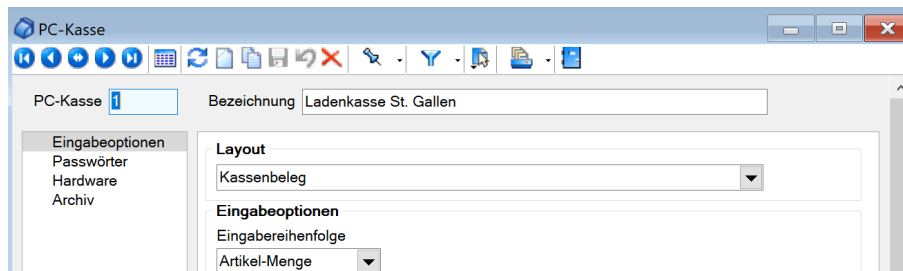 PC-Kasse
PC-Kasse 1 Bezeichnung Ladenkasse St. Gallen
Eingabeoptionen
Passwörter
Hardware
Archiv
Layout
Kassenbeleg
Eingabeoptionen
Eingabereihenfolge
Artikel-Menge